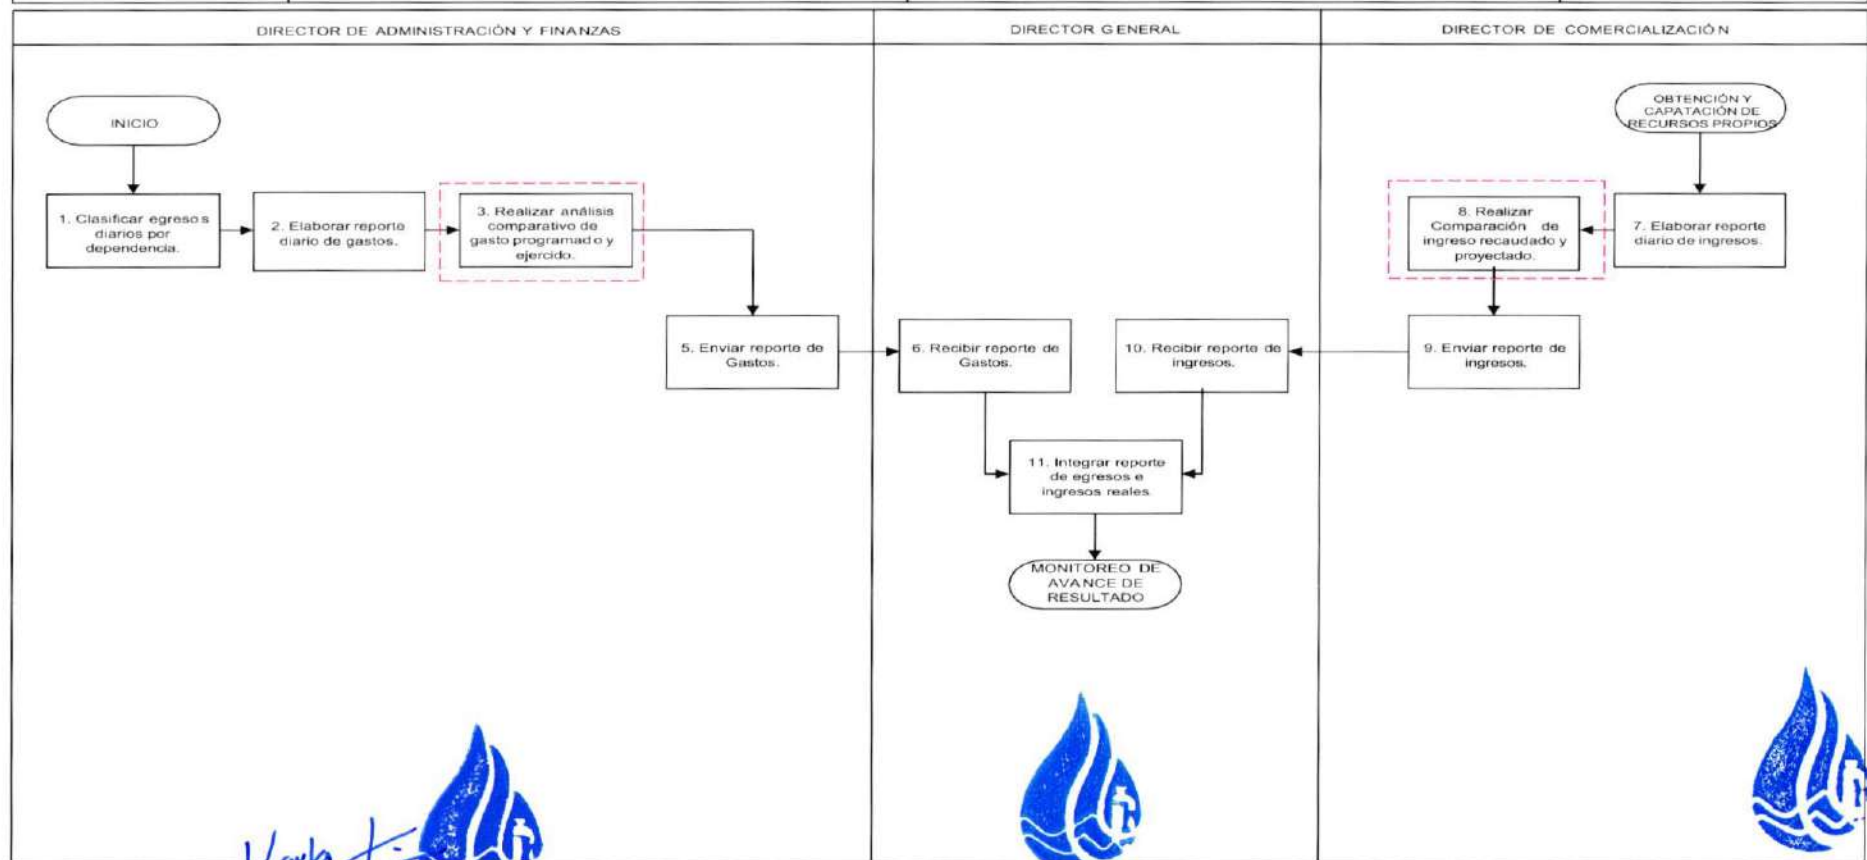 DIRECTOR DE ADMINISTRACIÓN Y FINANZAS
DIRECTOR GENERAL
DIRECTOR DE COMERCIALIZACIÓN
INICIO
1. Clasificar egresos
diarios por
dependencia.
2. Elaborar reporte
diario de gastos.
3. Realizar análisis
comparativo de
gasto programado y
ejercido.
5. Enviar reporte de
Gastos.
6. Recibir reporte de
Gastos.
10. Recibir reporte de
ingresos.
11. Integrar reporte
de egresos e
ingresos reales.
MONITOREO DE
AVANCE DE
RESULTADO
OBTENCIÓN Y
CAPATACIÓN DE
RECURSOS PROPIOS
7. Elaborar reporte
diario de ingresos.
8. Realizar
Comparación de
ingreso recaudado y
proyectado.
9. Enviar reporte de
ingresos.